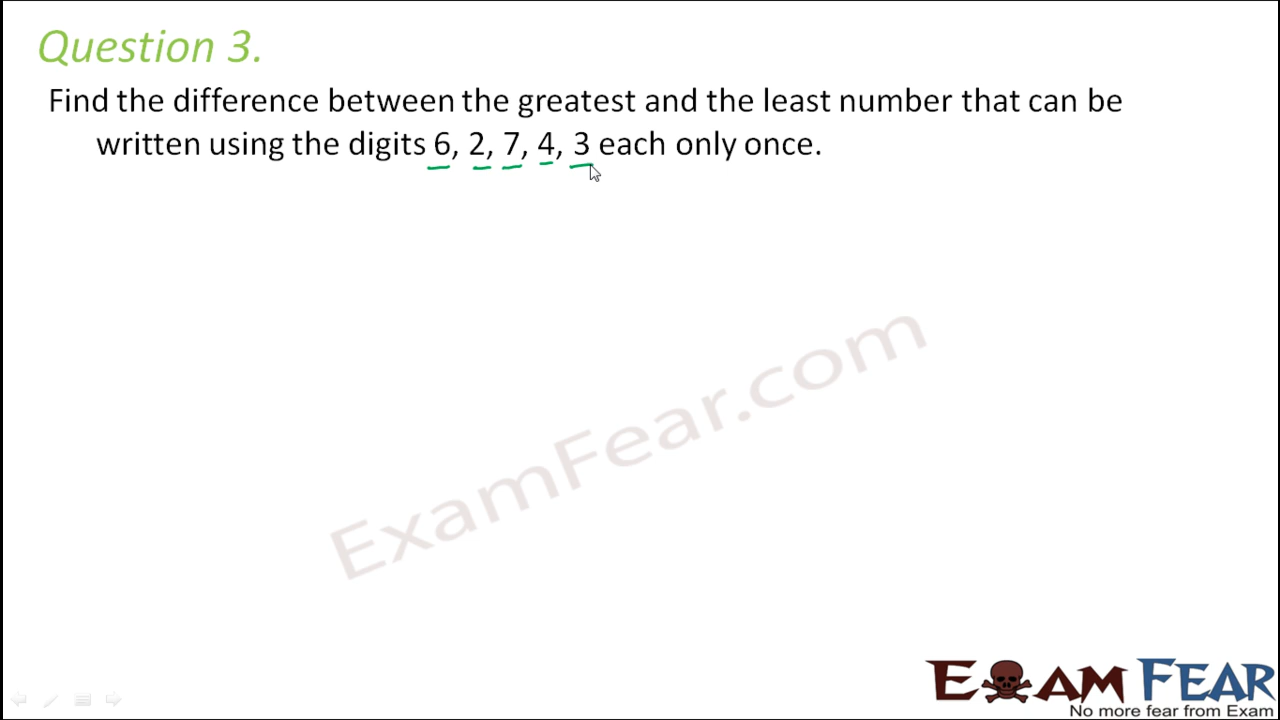 Question 3.
Find the difference between the greatest and the least number that can be
written using the digits 6, 2, 7, 4, 3 each only once.
ExamFear.com
EXAM FEAR
No more fear from Exam